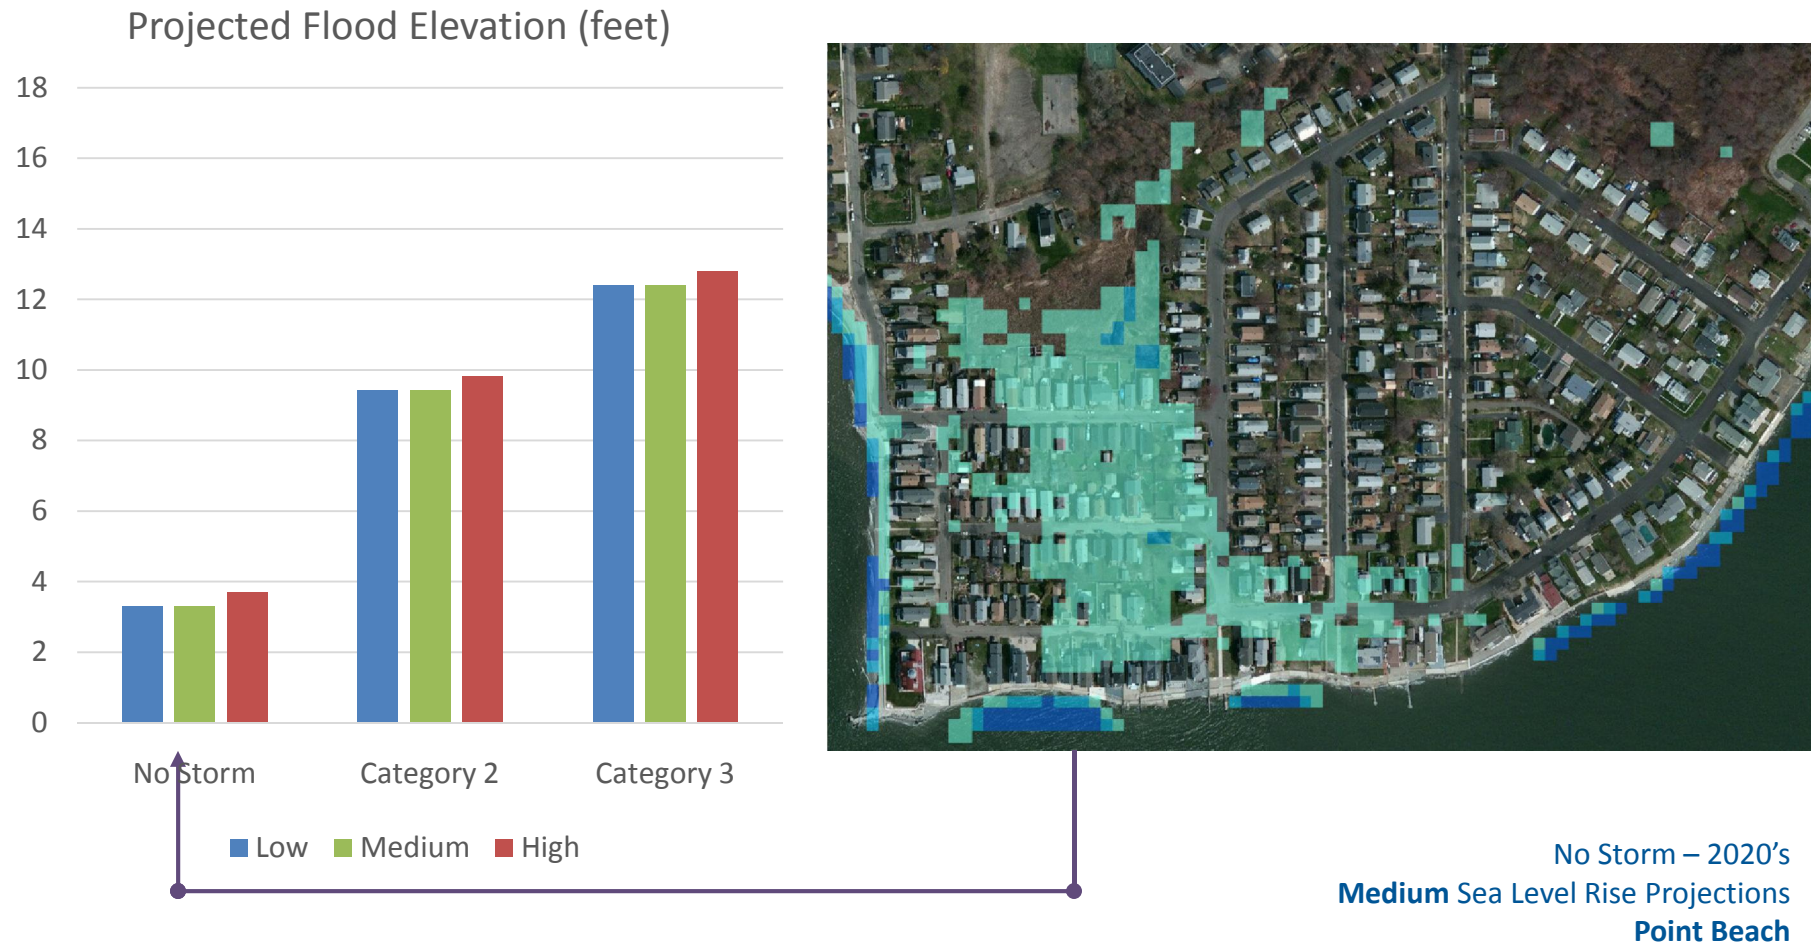 Projected Flood Elevation (feet)
18
16
14
12
10
8
6
4
2
0
No Storm
Category 2
Category 3
Low
Medium
High
No Storm – 2020’s
Medium Sea Level Rise Projections
Point Beach